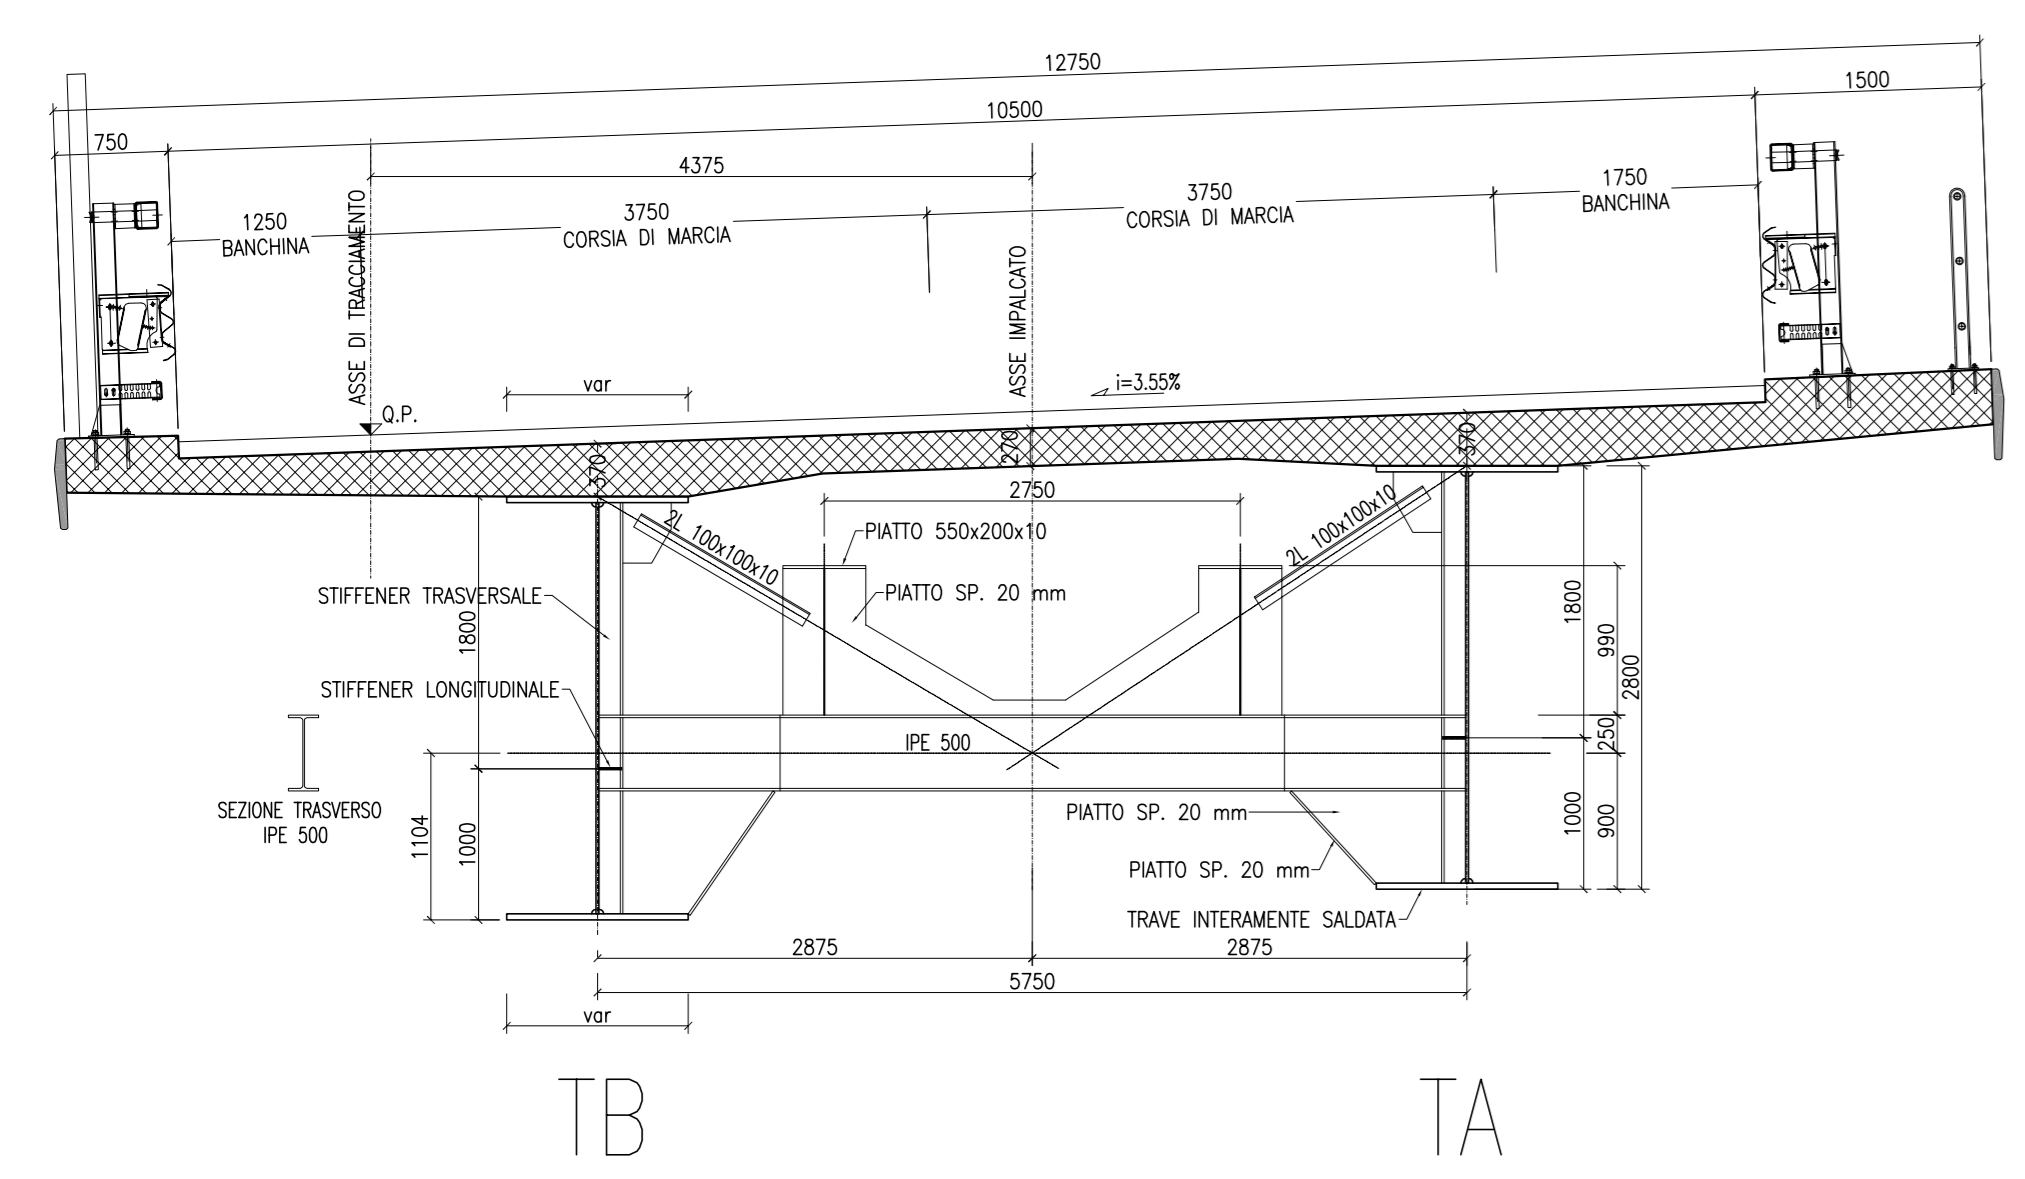 12750
10500
1500
750
4375
1250
BANCHINA
ASSE DI TRACCIAMENTO
3750
CORSIA DI MARCIA
ASSE IMPALCATO
3750
CORSIA DI MARCIA
1750
BANCHINA
var
Q.P.
i=3.55%
370
270
370
2750
2L 100x100x10
PIATTO 550x200x10
2L 100x100x10
PIATTO SP. 20 mm
STIFFENER TRASVERSALE
1800
1800
990
2800
STIFFENER LONGITUDINALE
IPE 500
250
SEZIONE TRASVERSO
IPE 500
1104
1000
PIATTO SP. 20 mm
1000
900
PIATTO SP. 20 mm
TRAVE INTERAMENTE SALDATA
2875
2875
5750
var
TB
TA